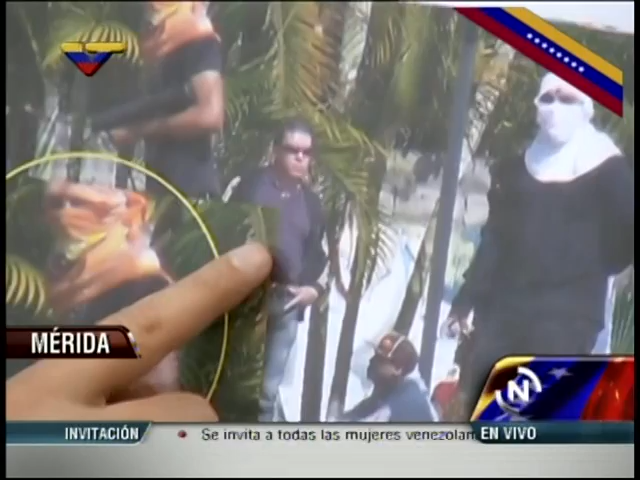 MÉRIDA
INVITACIÓN
Se invita a todas las mujeres venezolan
EN VIVO
N